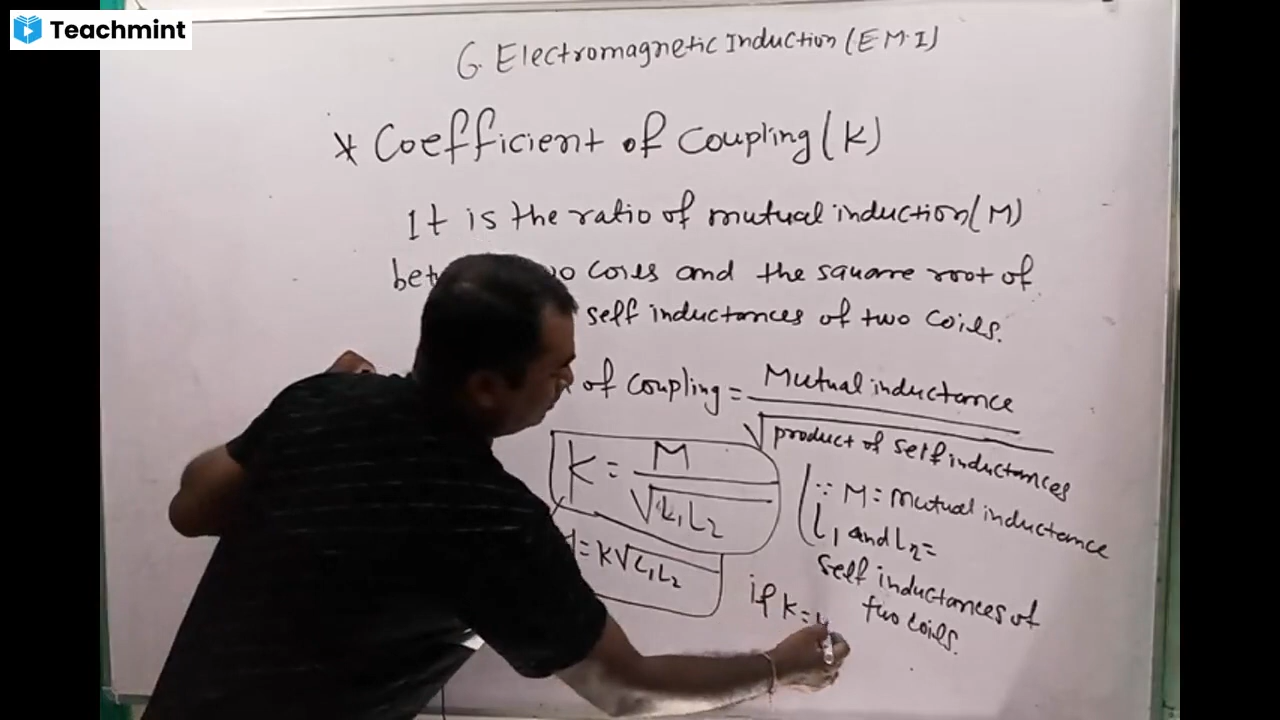 Teachmint
6. Electromagnetic Induction (E.M.I)
* Coefficient of Coupling (K)
It is the ratio of mutual induction (M)
coils and the square root of
self inductances of two coils.
of coupling = Mutual inductance
√product of self inductances
K = M
√L₁L₂
∵ M = Mutual inductance
L₁ and L₂ =
self inductances of
two coils.
= K√L₁L₂
if K =